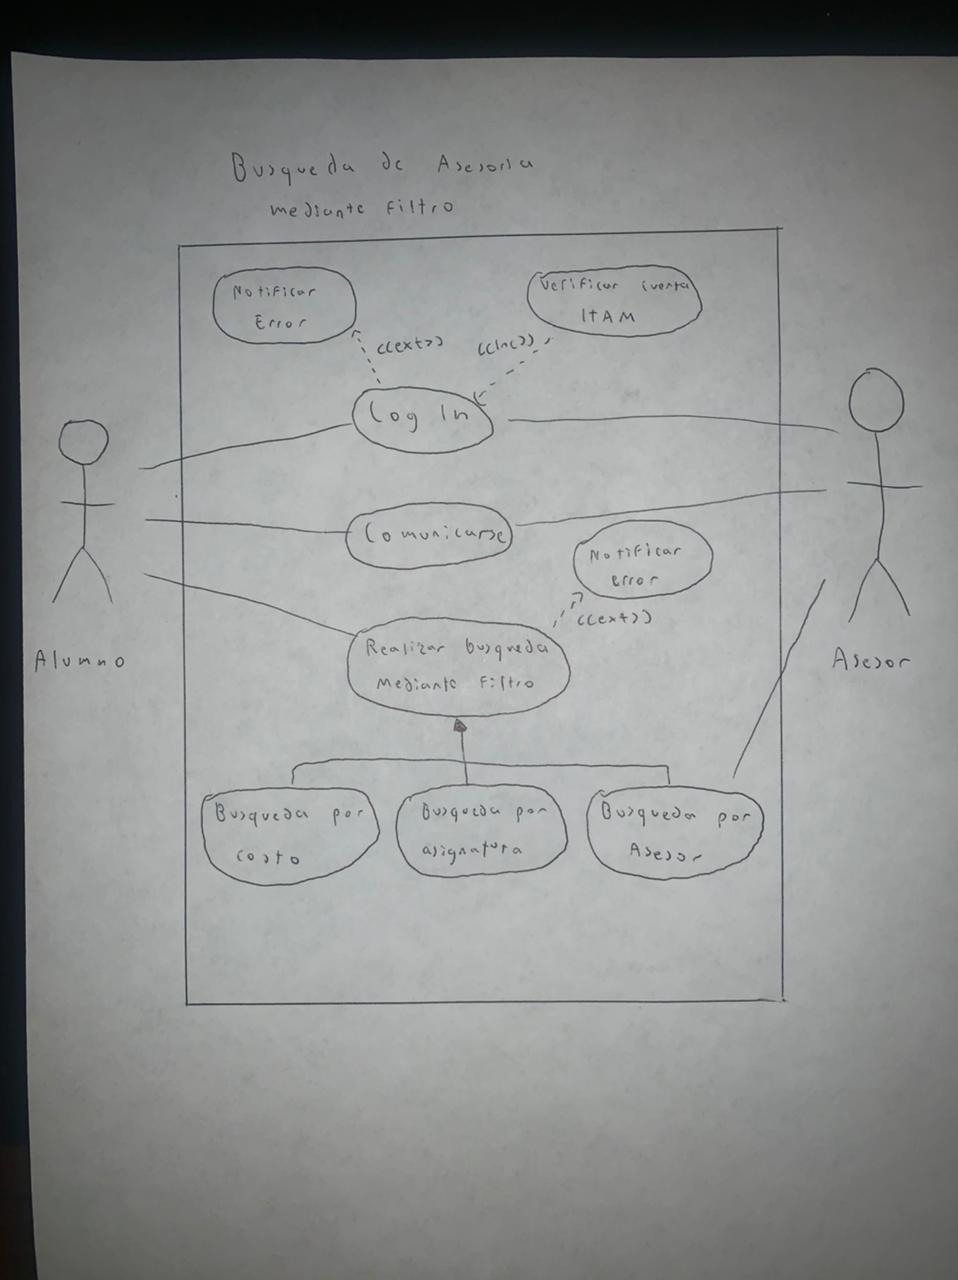 Busqueda de Asesoria
mediante Filtro
Notificar
Error
Verificar cuenta
ITAM
<<ext>>
<<inc>>
Log In
Comunicarse
Notificar
error
<<ext>>
Realizar busqueda
Mediante Filtro
Alumno
Asesor
Busqueda por
costo
Busqueda por
asignatura
Busqueda por
Asesor